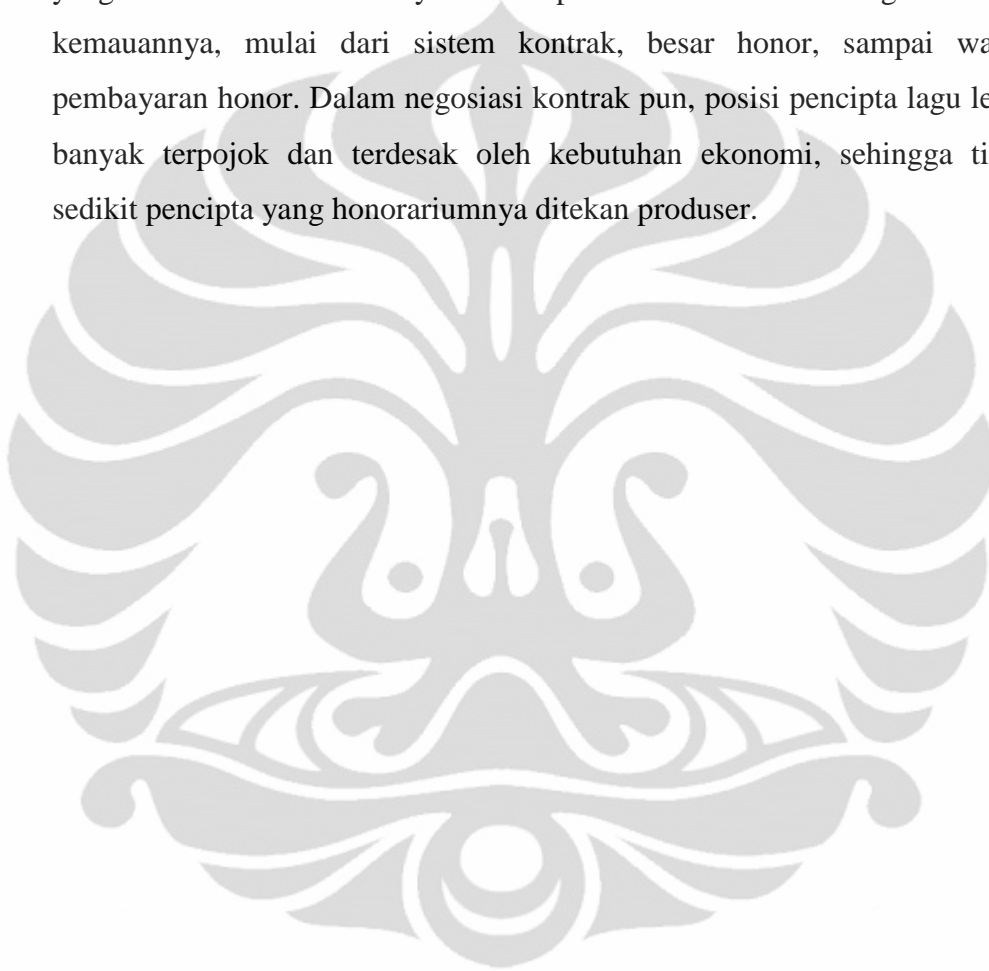 kemauannya, mulai dari sistem kontrak, besar honor, sampai wa
pembayaran honor. Dalam negosiasi kontrak pun, posisi pencipta lagu le
banyak terpojok dan terdesak oleh kebutuhan ekonomi, sehingga ti
sedikit pencipta yang honorariumnya ditekan produser.